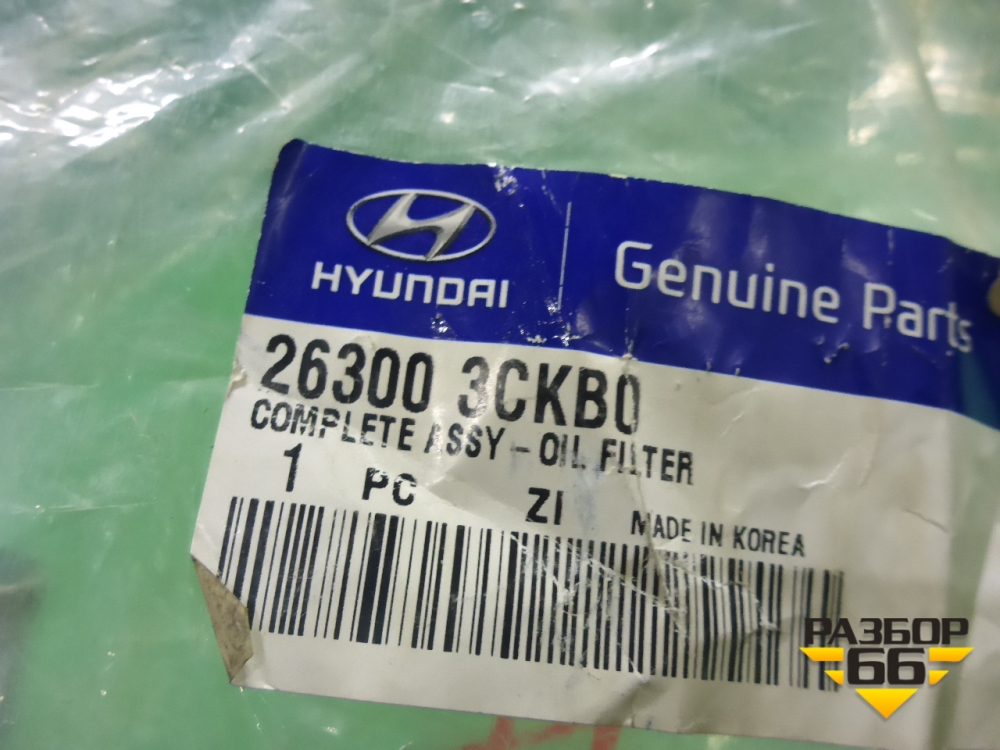 HYUNDAI
Genuine Parts
26300 3CKB0
COMPLETE ASSY - OIL FILTER
1 PC ZI MADE IN KOREA
РАЗБОР
66